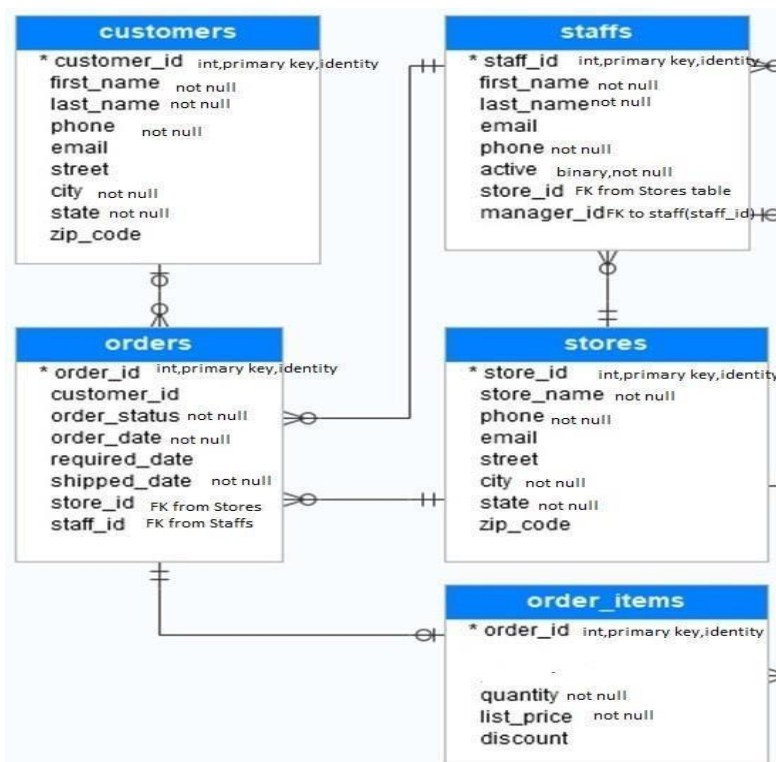 customers
* customer_id int,primary key,identity
first_name not null
last_name not null
phone not null
email
street
city not null
state not null
zip_code
staffs
* staff_id int,primary key,identity
first_name not null
last_name not null
email
phone not null
active binary,not null
store_id FK from Stores table
manager_id FK to staff(staff_id)
orders
* order_id int,primary key,identity
customer_id
order_status not null
order_date not null
required_date
shipped_date not null
store_id FK from Stores
staff_id FK from Staffs
stores
* store_id int,primary key,identity
store_name not null
phone not null
email
street
city not null
state not null
zip_code
order_items
* order_id int,primary key,identity
quantity not null
list_price not null
discount